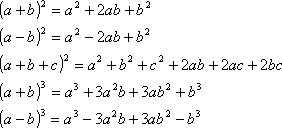 (a+b)² = a² + 2ab + b²
(a−b)² = a² − 2ab + b²
(a+b+c)² = a² + b² + c² + 2ab + 2ac + 2bc
(a+b)³ = a³ + 3a²b + 3ab² + b³
(a−b)³ = a³ − 3a²b + 3ab² − b³